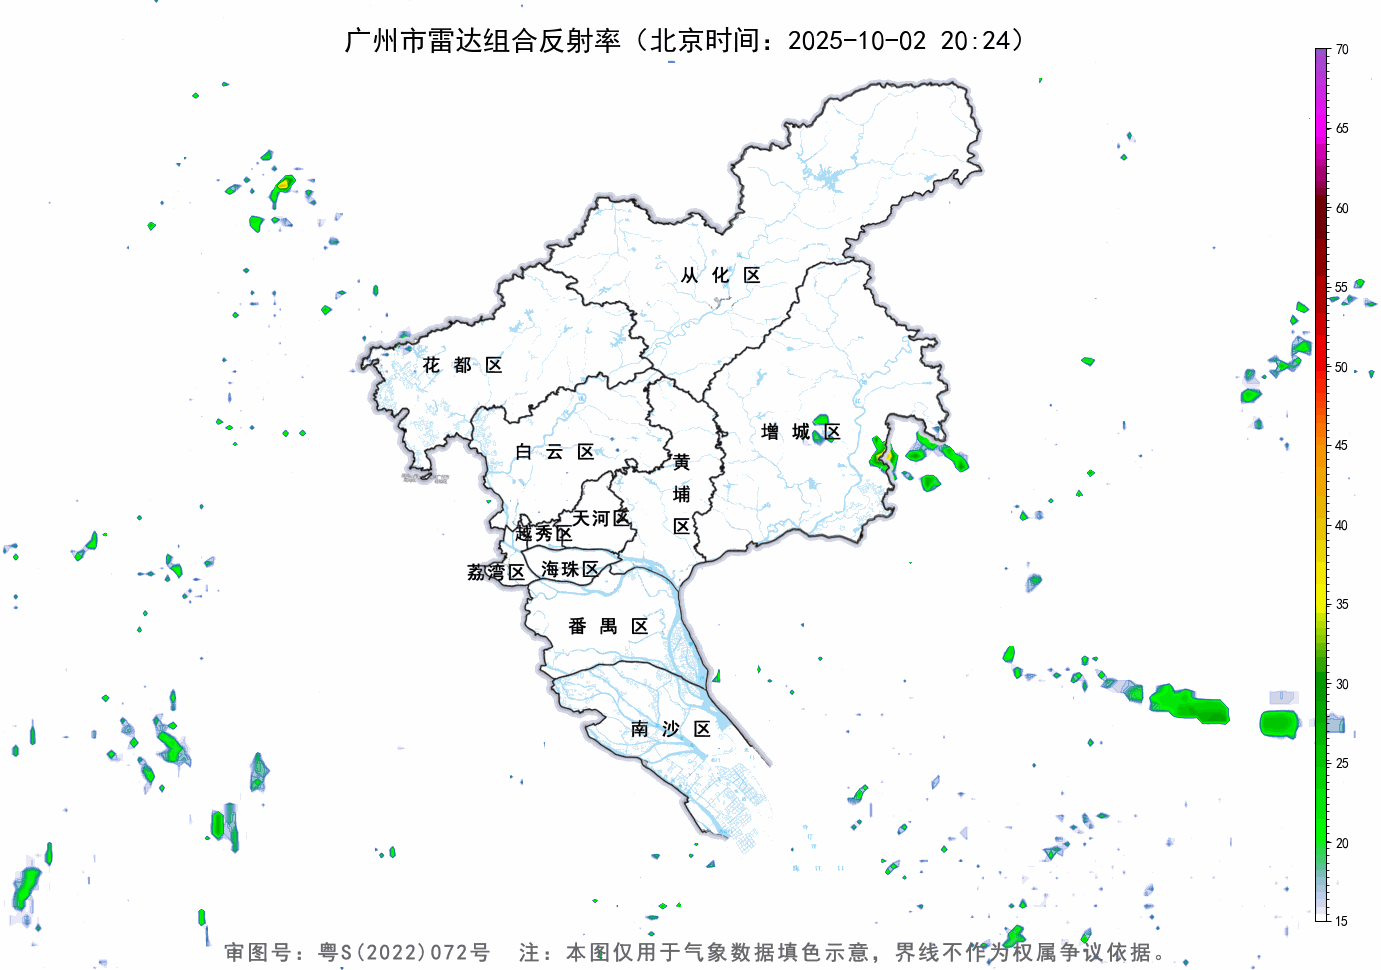 广州市雷达组合反射率（北京时间：2025-10-02 20:24）
70
65
60
55
50
45
40
35
30
25
20
15
从化区
花都区
增城区
白云区
黄埔区
天河区
越秀区
荔湾区
海珠区
番禺区
南沙区
审图号：粤S(2022)072号 注：本图仅用于气象数据填色示意，界线不作为权属争议依据。